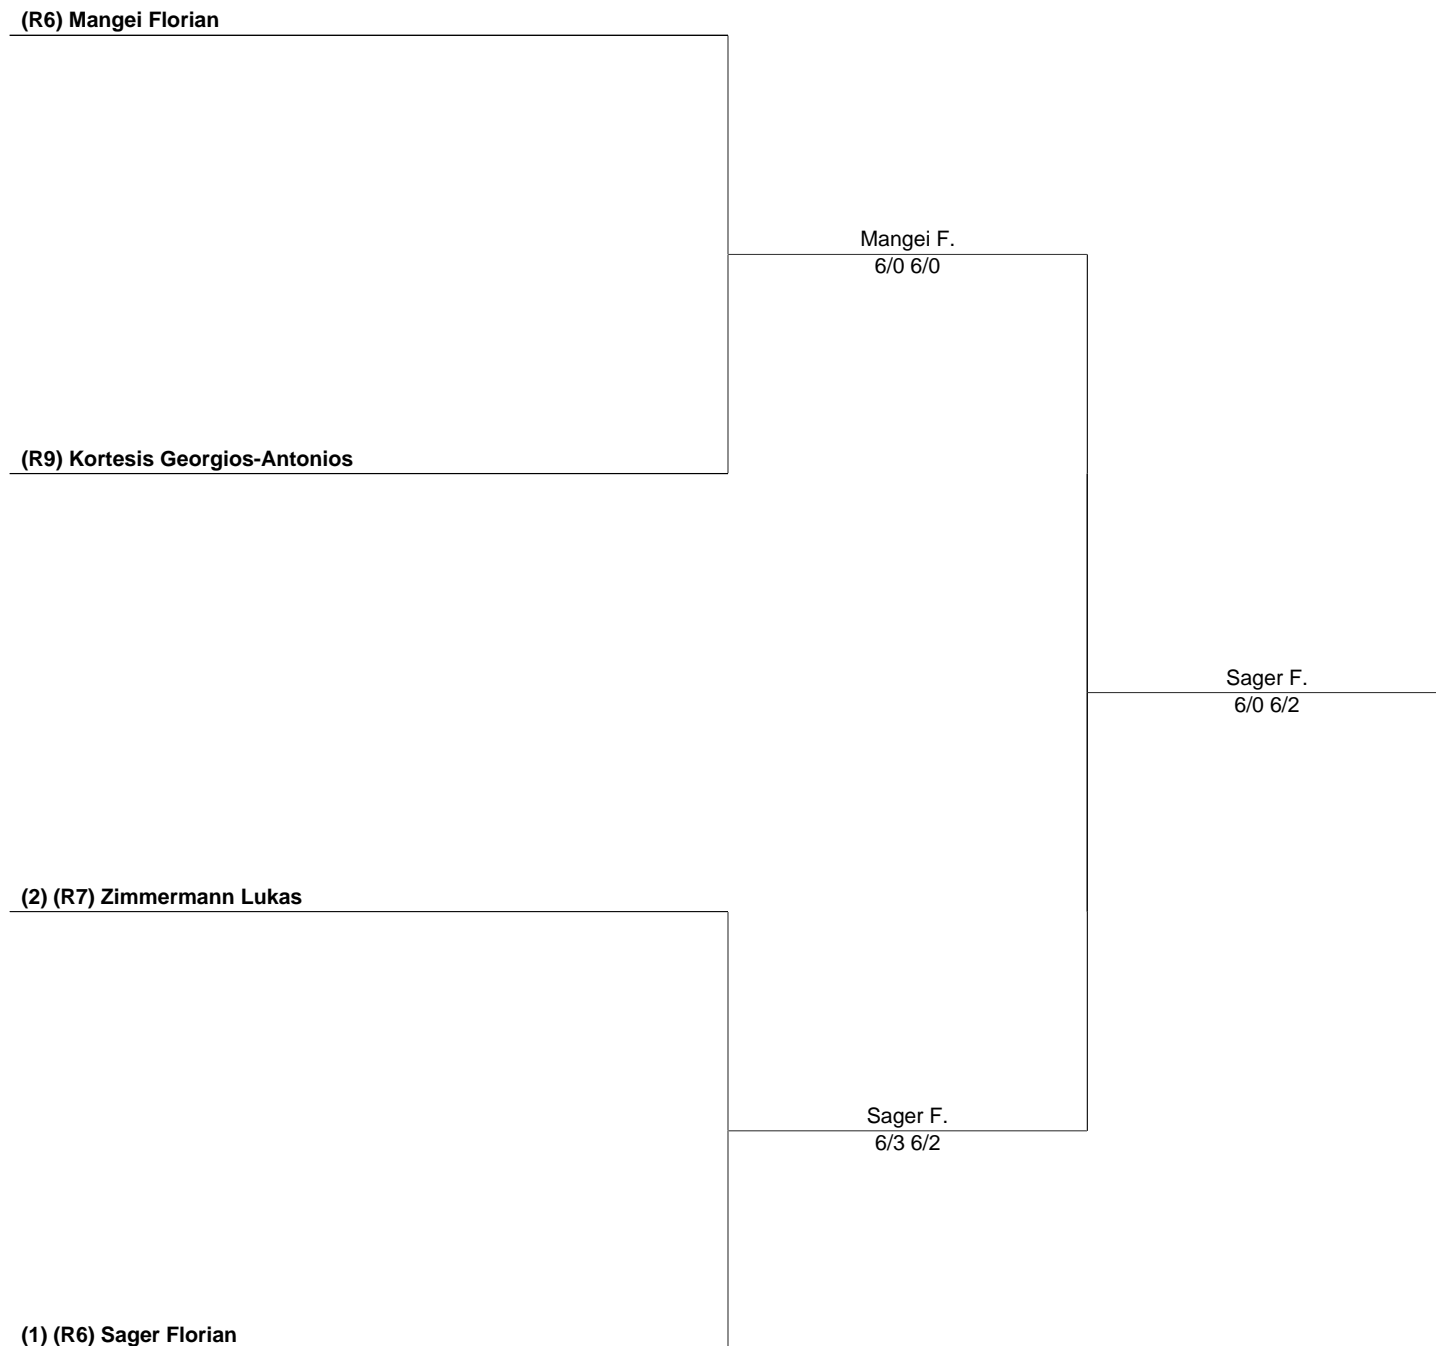 (R6) Mangei Florian
Mangei F.
6/0 6/0
(R9) Kortesis Georgios-Antonios
Sager F.
6/0 6/2
(2) (R7) Zimmermann Lukas
Sager F.
6/3 6/2
(1) (R6) Sager Florian